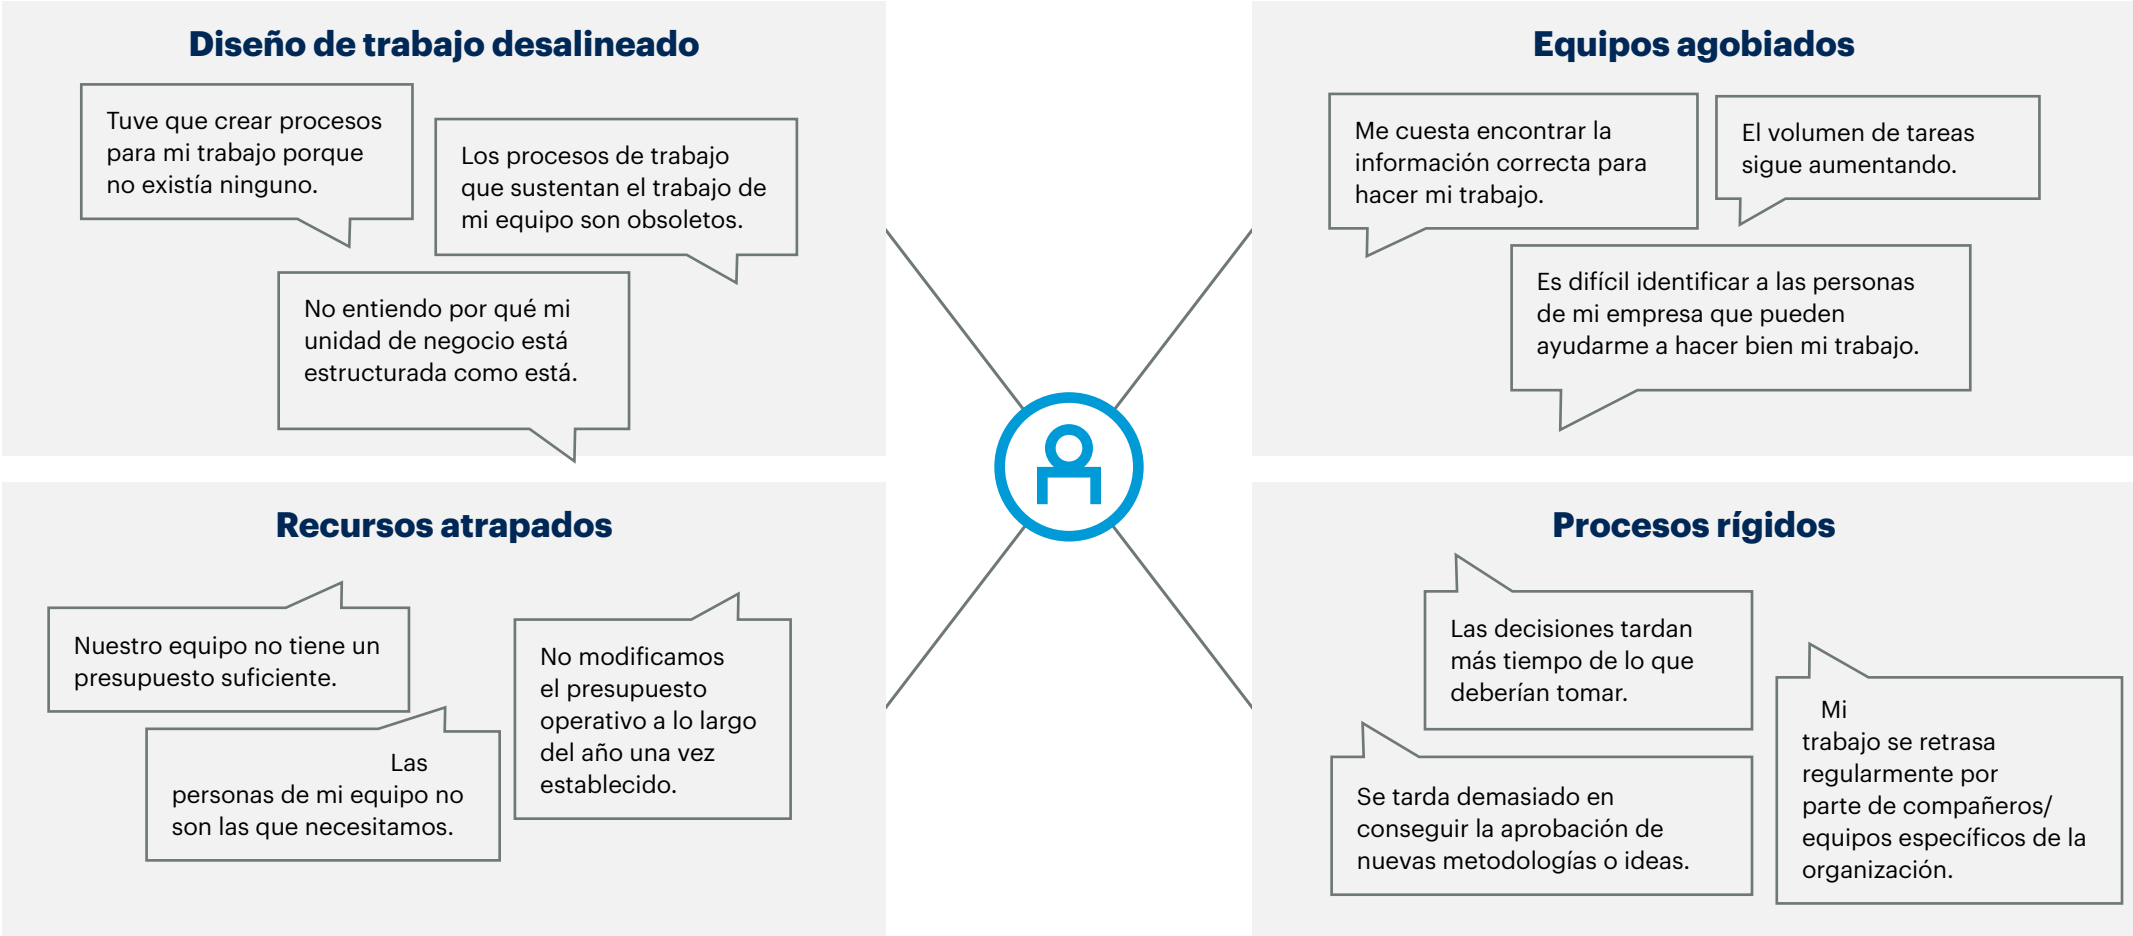 Diseño de trabajo desalineado
Tuve que crear procesos
para mi trabajo porque
no existía ninguno.
Los procesos de trabajo
que sustentan el trabajo de
mi equipo son obsoletos.
No entiendo por qué mi
unidad de negocio está
estructurada como está.
Equipos agobiados
Me cuesta encontrar la
información correcta para
hacer mi trabajo.
El volumen de tareas
sigue aumentando.
Es difícil identificar a las personas
de mi empresa que pueden
ayudarme a hacer bien mi trabajo.
Recursos atrapados
Nuestro equipo no tiene un
presupuesto suficiente.
Las
personas de mi equipo no
son las que necesitamos.
No modificamos
el presupuesto
operativo a lo largo
del año una vez
establecido.
Procesos rígidos
Las decisiones tardan
más tiempo de lo que
deberían tomar.
Se tarda demasiado en
conseguir la aprobación de
nuevas metodologías o ideas.
Mi
trabajo se retrasa
regularmente por
parte de compañeros/
equipos específicos de la
organización.